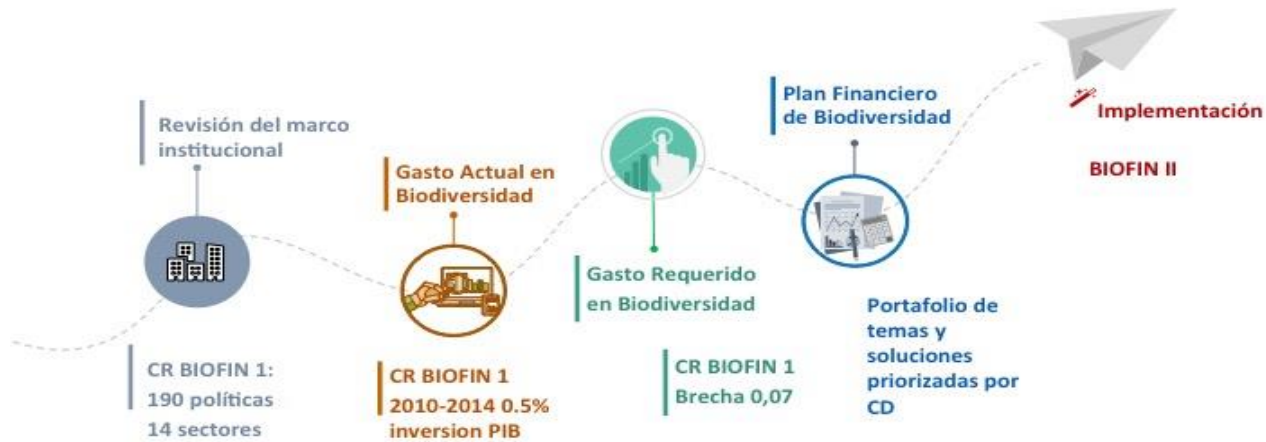 Revisión del marco
institucional
CR BIOFIN 1:
190 políticas
14 sectores
Gasto Actual en
Biodiversidad
CR BIOFIN 1
2010-2014 0.5%
inversion PIB
Gasto Requerido
en Biodiversidad
CR BIOFIN 1
Brecha 0,07
Plan Financiero
de Biodiversidad
Portafolio de
temas y
soluciones
priorizadas por
CD
Implementación
BIOFIN II